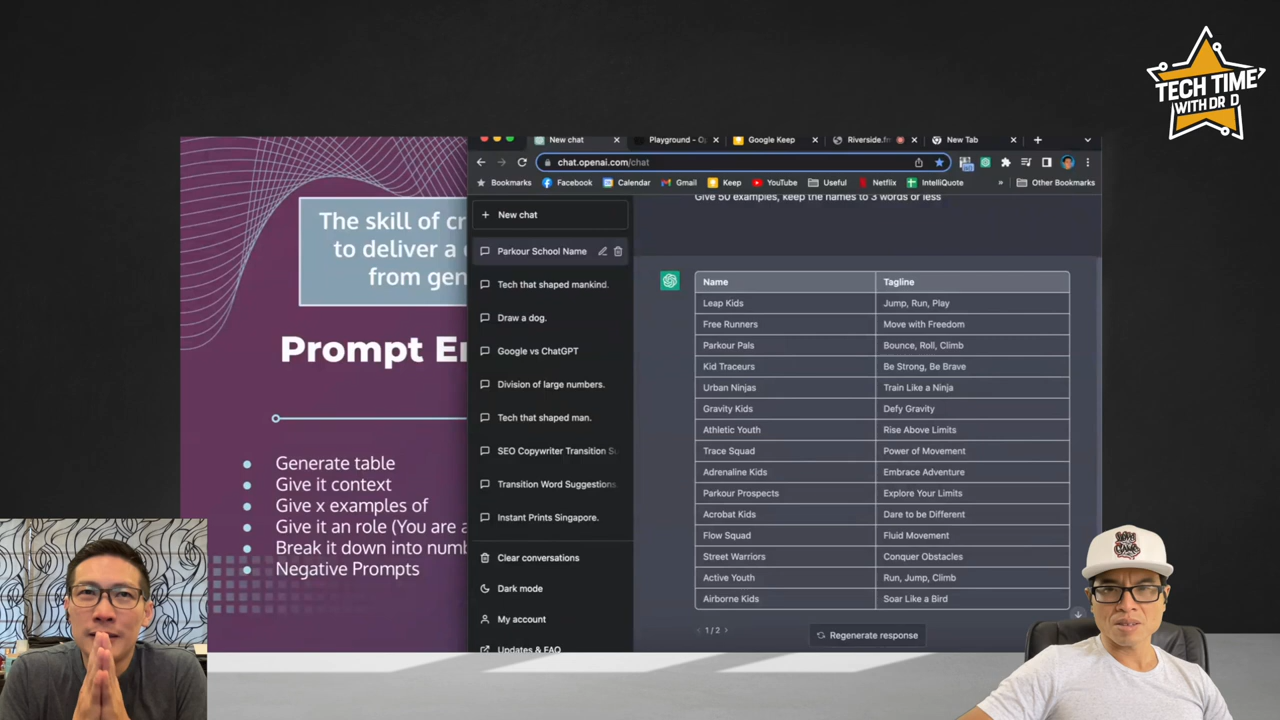 TECH TIME
WITH DR D
The skill of cr
to deliver a
from gen
Prompt En
Generate table
Give it context
Give x examples of
Give it an role (You are a
Break it down into numb
Negative Prompts
New chat
Playground - O
Google Keep
Riverside.fm
New Tab
chat.openai.com/chat
Bookmarks
Facebook
Calendar
Gmail
Keep
YouTube
Useful
Netflix
IntelliQuote
»
Other Bookmarks
+ New chat
Parkour School Name
Tech that shaped mankind.
Draw a dog.
Google vs ChatGPT
Division of large numbers.
Tech that shaped man.
SEO Copywriter Transition S
Transition Word Suggestions
Instant Prints Singapore.
Clear conversations
Dark mode
My account
Updates & FAQ
Give 50 examples, keep the names to 3 words or less
Name Tagline
Leap Kids Jump, Run, Play
Free Runners Move with Freedom
Parkour Pals Bounce, Roll, Climb
Kid Traceurs Be Strong, Be Brave
Urban Ninjas Train Like a Ninja
Gravity Kids Defy Gravity
Athletic Youth Rise Above Limits
Trace Squad Power of Movement
Adrenaline Kids Embrace Adventure
Parkour Prospects Explore Your Limits
Acrobat Kids Dare to be Different
Flow Squad Fluid Movement
Street Warriors Conquer Obstacles
Active Youth Run, Jump, Climb
Airborne Kids Soar Like a Bird
1 / 2
Regenerate response